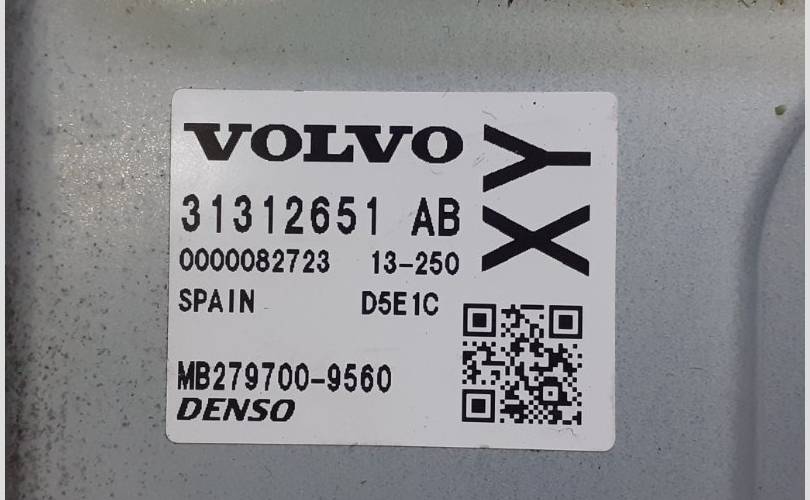 VOLVO
31312651 AB
0000082723 13-250
SPAIN D5E1C
MB279700-9560
DENSO
XY